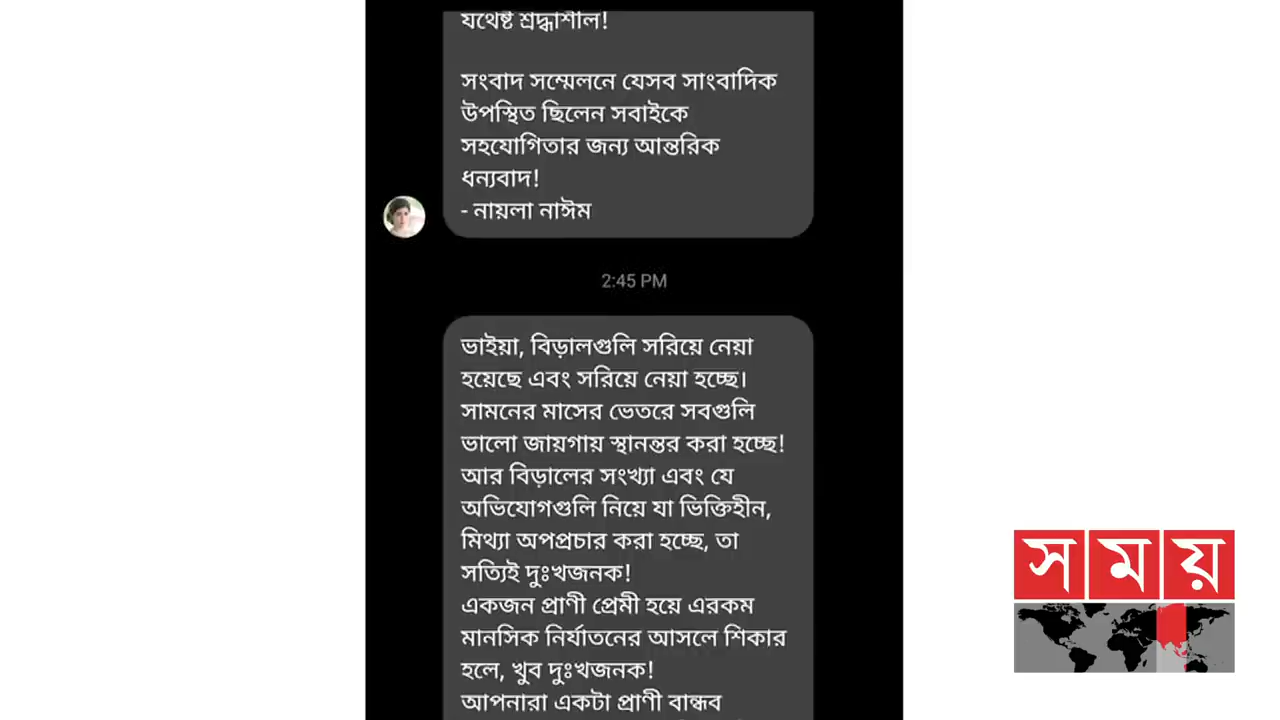 যথেষ্ট শ্রদ্ধাশীল!
সংবাদ সম্মেলনে যেসব সাংবাদিক
উপস্থিত ছিলেন সবাইকে
সহযোগিতার জন্য আন্তরিক
ধন্যবাদ!
- নায়লা নাঈম
2:45 PM
ভাইয়া, বিড়ালগুলি সরিয়ে নেয়া
হয়েছে এবং সরিয়ে নেয়া হচ্ছে।
সামনের মাসের ভেতরে সবগুলি
ভালো জায়গায় স্থানন্তর করা হচ্ছে!
আর বিড়ালের সংখ্যা এবং যে
অভিযোগগুলি নিয়ে যা ভিক্তিহীন,
মিথ্যা অপপ্রচার করা হচ্ছে, তা
সত্যিই দুঃখজনক!
একজন প্রাণী প্রেমী হয়ে এরকম
মানসিক নির্যাতনের আসলে শিকার
হলে, খুব দুঃখজনক!
আপনারা একটা প্রাণী বান্ধব
সময়